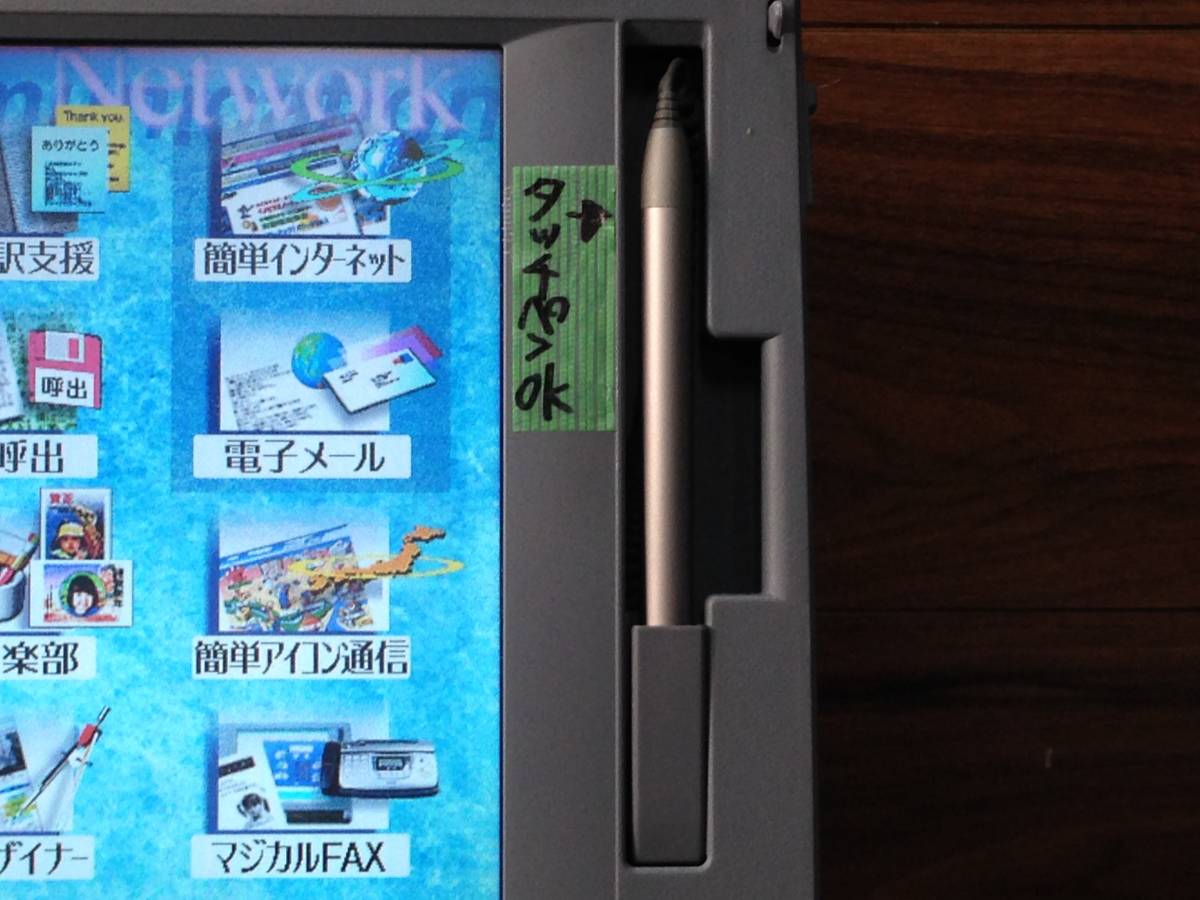 Network
Thank you.
ありがとう
訳支援
簡単インターネット
呼出
呼出
電子メール
楽部
簡単アイコン通信
ザイナー
マジカルFAX
タッチペン
OK